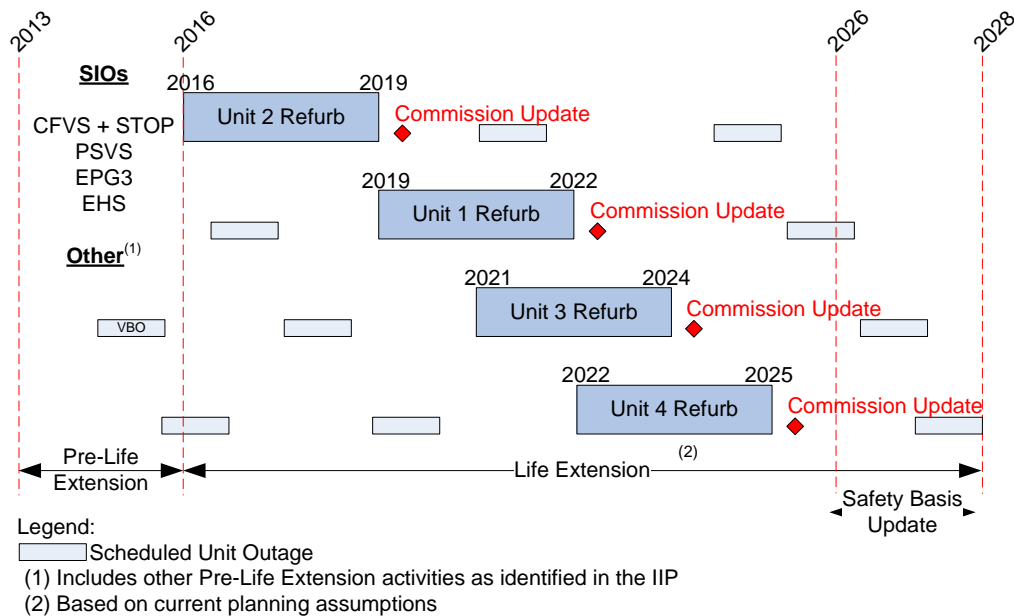 2013
2016
2026
2028
SIOs
2016
2019
Unit 2 Refurb
Commission Update
CFVS + STOP
PSVS
EPG3
EHS
2019
2022
Unit 1 Refurb
Commission Update
Other(1)
2021
2024
Unit 3 Refurb
Commission Update
VBO
2022
2025
Unit 4 Refurb
Commission Update
(2)
Pre-Life
Extension
Life Extension
Safety Basis
Update
Legend:
Scheduled Unit Outage
(1) Includes other Pre-Life Extension activities as identified in the IIP
(2) Based on current planning assumptions